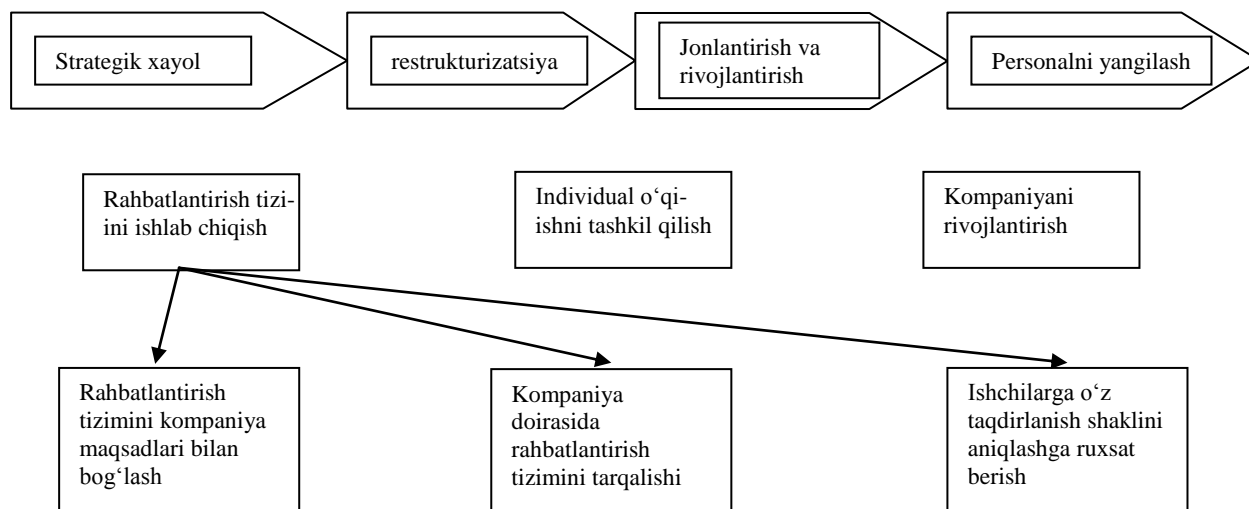 Strategik xayol
restrukturizatsiya
Jonlantirish va
rivojlantirish
Personalni yangilash
Rahbatlantirish tizi-
ini ishlab chiqish
Individual o‘qi-
ishni tashkil qilish
Kompaniyani
rivojlantirish
Rahbatlantirish
tizimini kompaniya
maqsadlari bilan
bog‘lash
Kompaniya
doirasida
rahbatlantirish
tizimini tarqalishi
Ishchilarga o‘z
taqdirlanish shaklini
aniqlashga ruxsat
berish